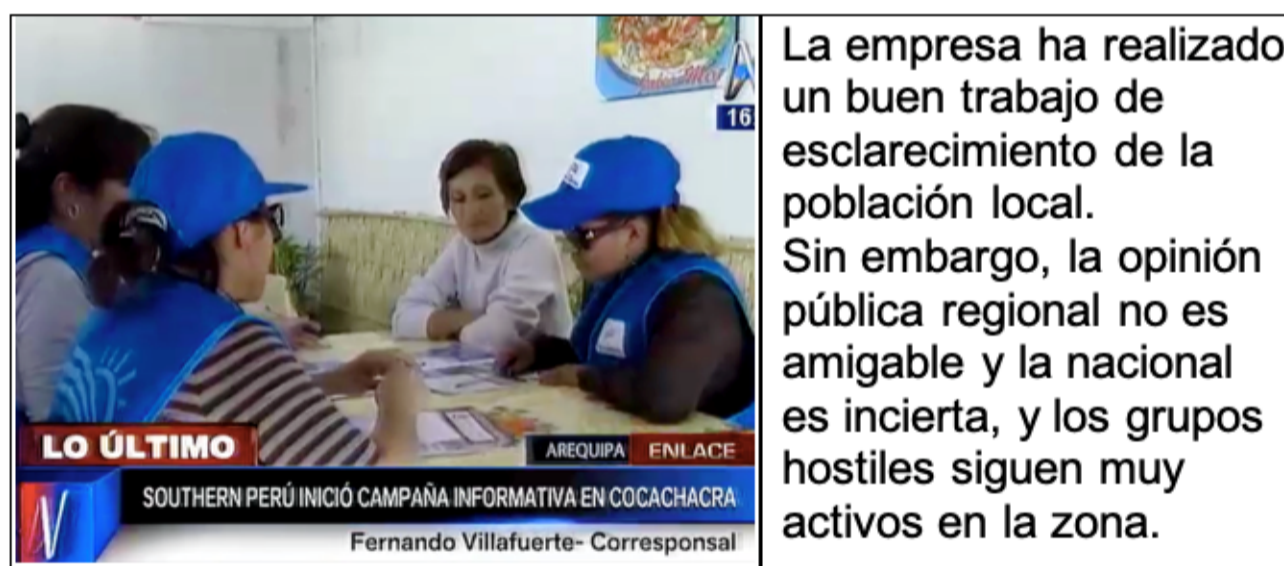 16
LO ÚLTIMO
AREQUIPA ENLACE
SOUTHERN PERÚ INICIÓ CAMPAÑA INFORMATIVA EN COCACHACRA
Fernando Villafuerte- Corresponsal
La empresa ha realizado
un buen trabajo de
esclarecimiento de la
población local.
Sin embargo, la opinión
pública regional no es
amigable y la nacional
es incierta, y los grupos
hostiles siguen muy
activos en la zona.